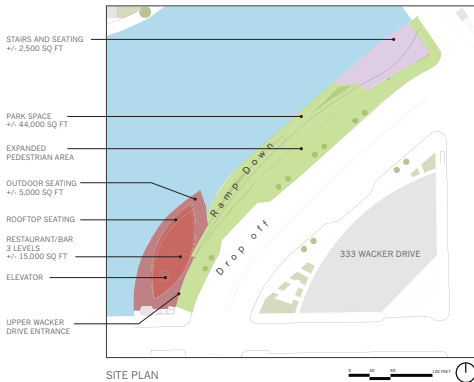 STAIRS AND SEATING
+/- 2,500 SQ FT
PARK SPACE
+/- 44,000 SQ FT
EXPANDED
PEDESTRIAN AREA
OUTDOOR SEATING
+/- 5,000 SQ FT
ROOFTOP SEATING
RESTAURANT/BAR
3 LEVELS
+/- 15,000 SQ FT
ELEVATOR
UPPER WACKER
DRIVE ENTRANCE
Ramp Down
Drop off
333 WACKER DRIVE
SITE PLAN
0 30 60 120 FEET